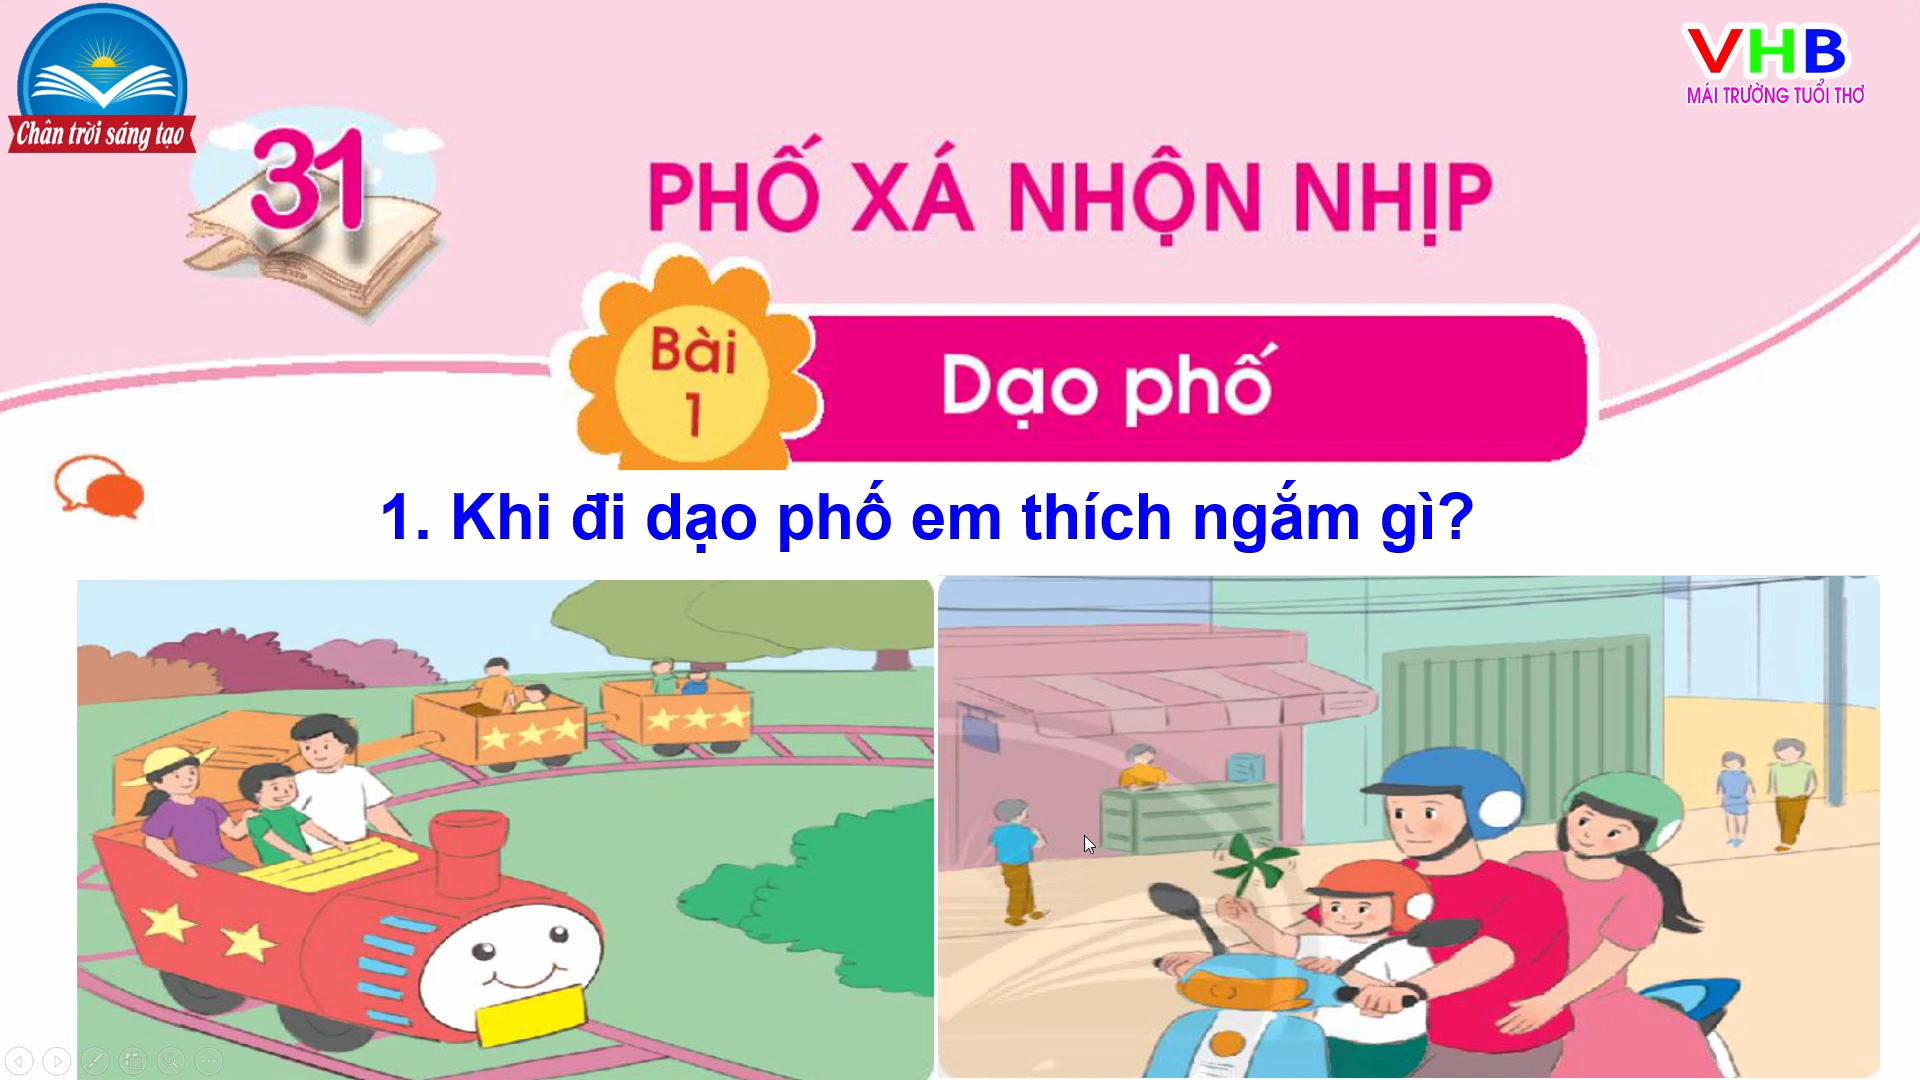 Chân trời sáng tạo
VHB
MÁI TRƯỜNG TUỔI THƠ
31
PHỐ XÁ NHỘN NHỊP
Bài
1
Dạo phố
1. Khi đi dạo phố em thích ngắm gì?